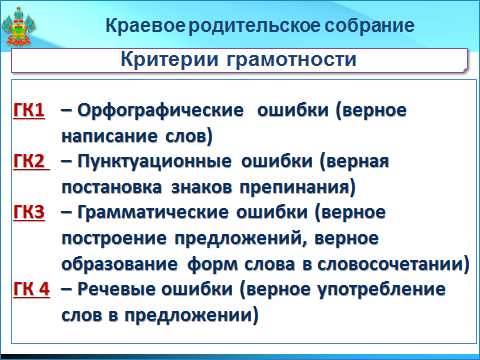 Краевое родительское собрание
Критерии грамотности
ГК1 – Орфографические ошибки (верное
написание слов)
ГК2 – Пунктуационные ошибки (верная
постановка знаков препинания)
ГК3 – Грамматические ошибки (верное
построение предложений, верное
образование форм слова в словосочетании)
ГК 4 – Речевые ошибки (верное употребление
слов в предложении)